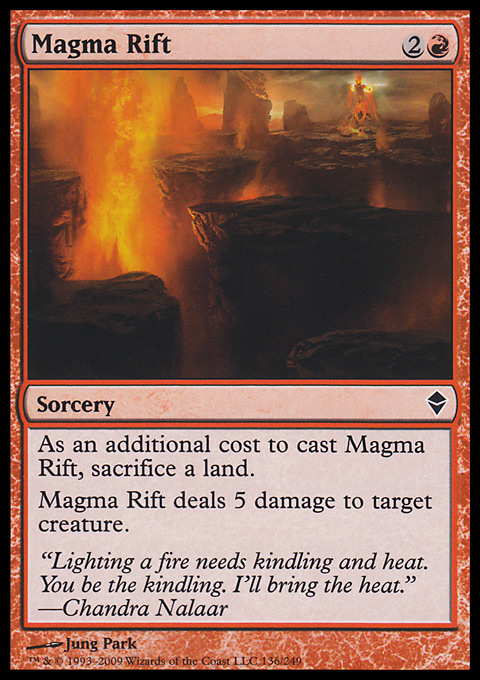 Magma Rift 2
Sorcery
As an additional cost to cast Magma
Rift, sacrifice a land.
Magma Rift deals 5 damage to target
creature.
“Lighting a fire needs kindling and heat.
You be the kindling. I’ll bring the heat.”
—Chandra Nalaar
Jung Park
™ & © 1993–2009 Wizards of the Coast LLC 136/249